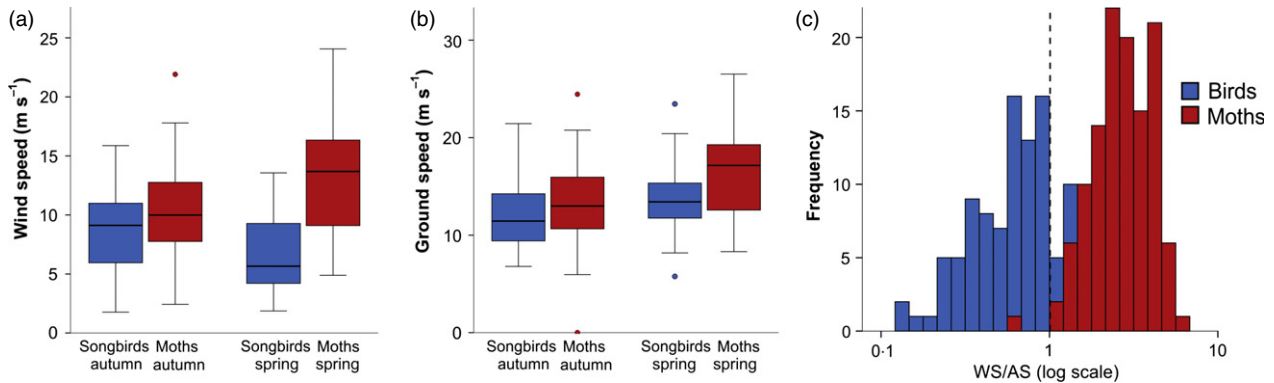 (a)
Wind speed (m s⁻¹)
25
20
15
10
5
0
Songbirds Moths
autumn autumn
Songbirds Moths
spring spring
(b)
Ground speed (m s⁻¹)
30
20
10
0
Songbirds Moths
autumn autumn
Songbirds Moths
spring spring
(c)
Frequency
20
15
10
5
0
0·1 1 10
WS/AS (log scale)
Birds
Moths